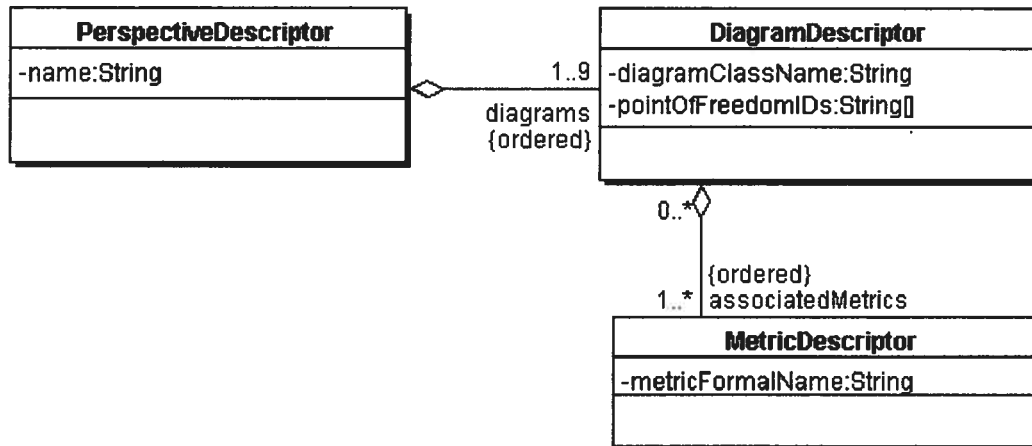 PerspectiveDescriptor
-name:String
1..9
diagrams
{ordered}
DiagramDescriptor
-diagramClassName:String
-pointOfFreedomIDs:String[]
0..*
{ordered}
1..* associatedMetrics
MetricDescriptor
-metricFormalName:String